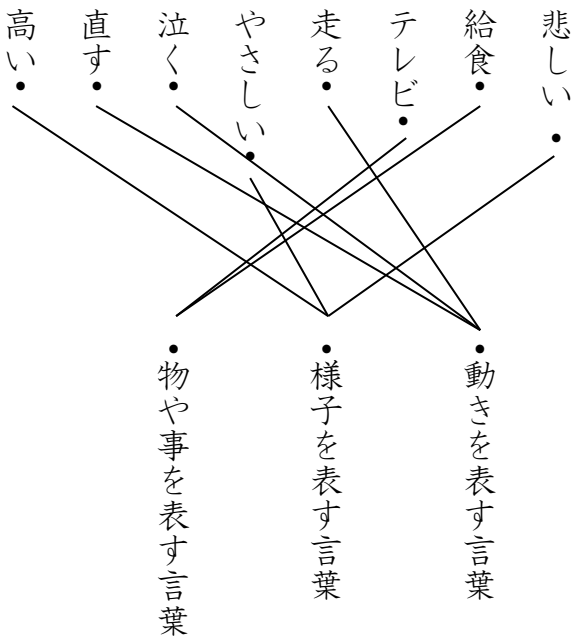 悲しい
給食
テレビ
走る
やさしい
泣く
直す
高い
動きを表す言葉
様子を表す言葉
物や事を表す言葉